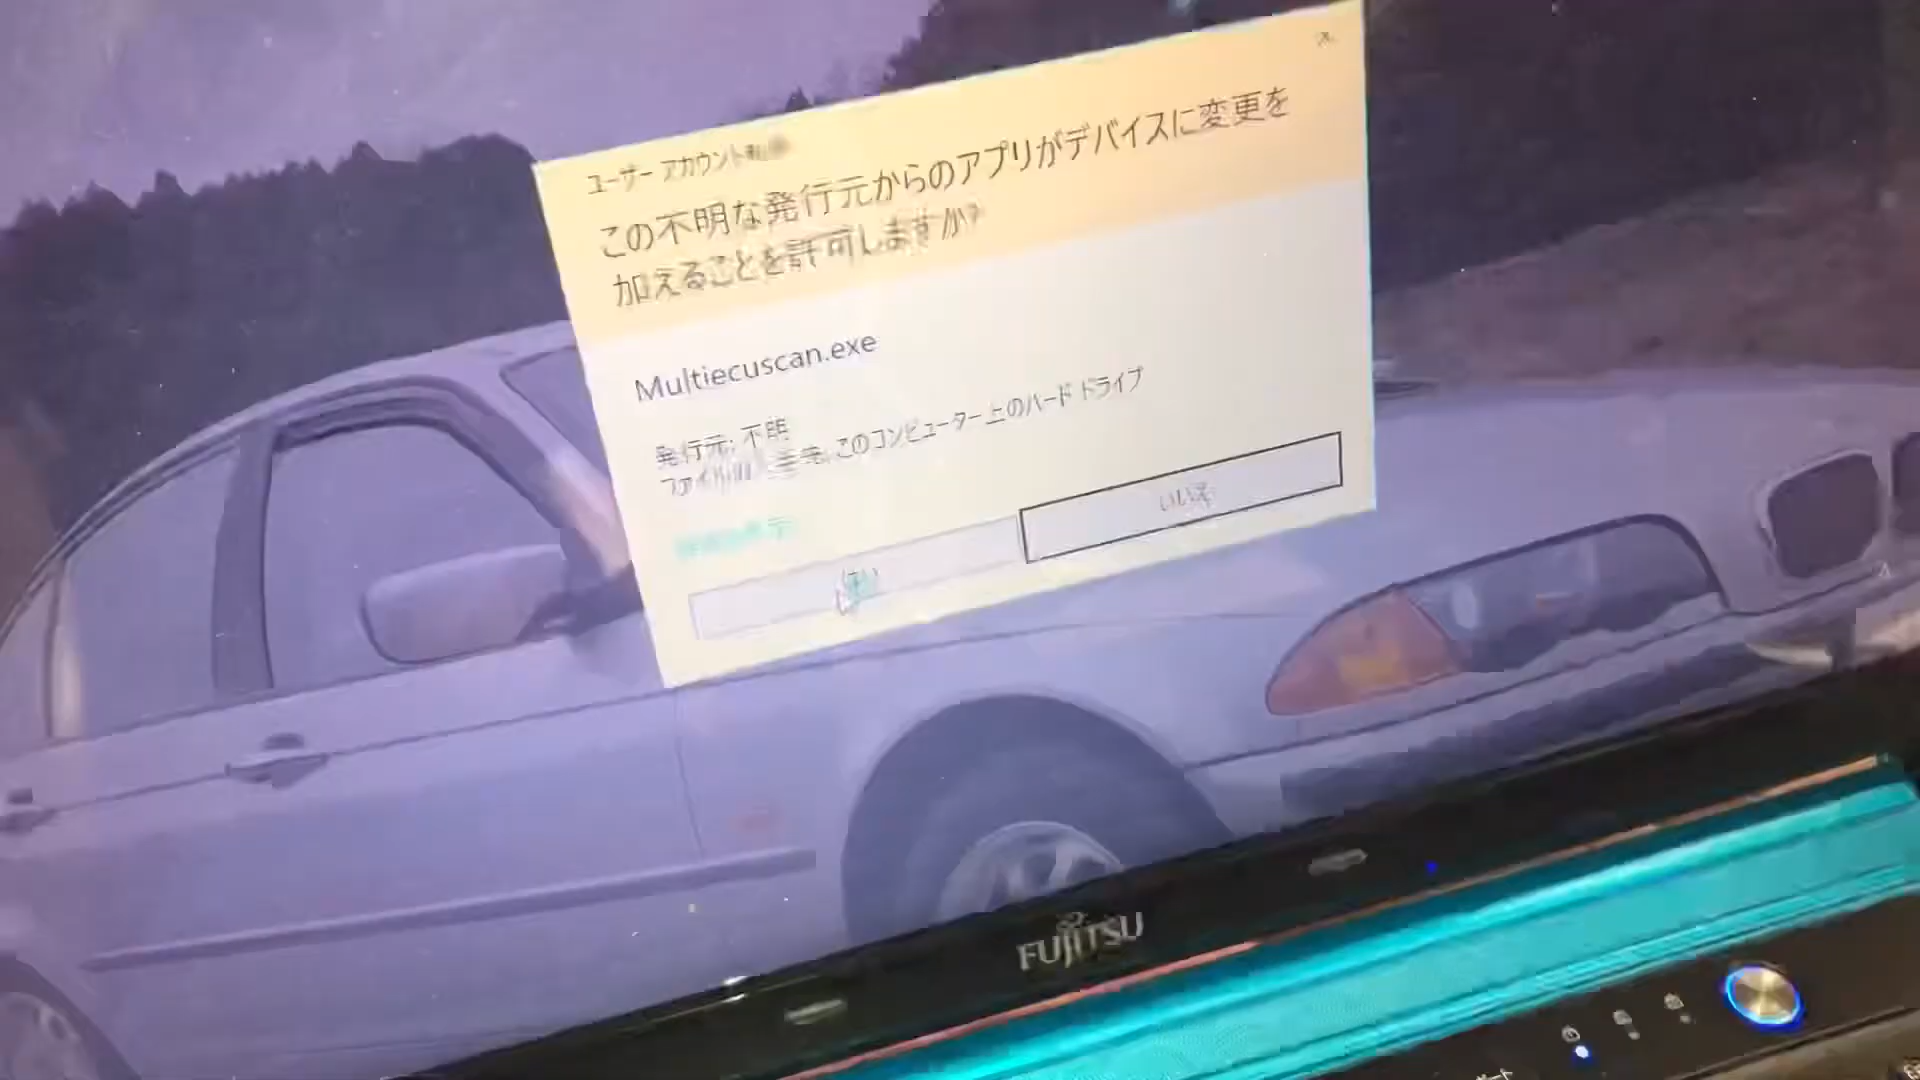 ユーザー アカウント制御
この不明な発行元からのアプリがデバイスに変更を
加えることを許可しますか?
Multiecuscan.exe
発行元: 不明
このコンピューター上のハード ドライブ
いいえ
はい
FUJITSU